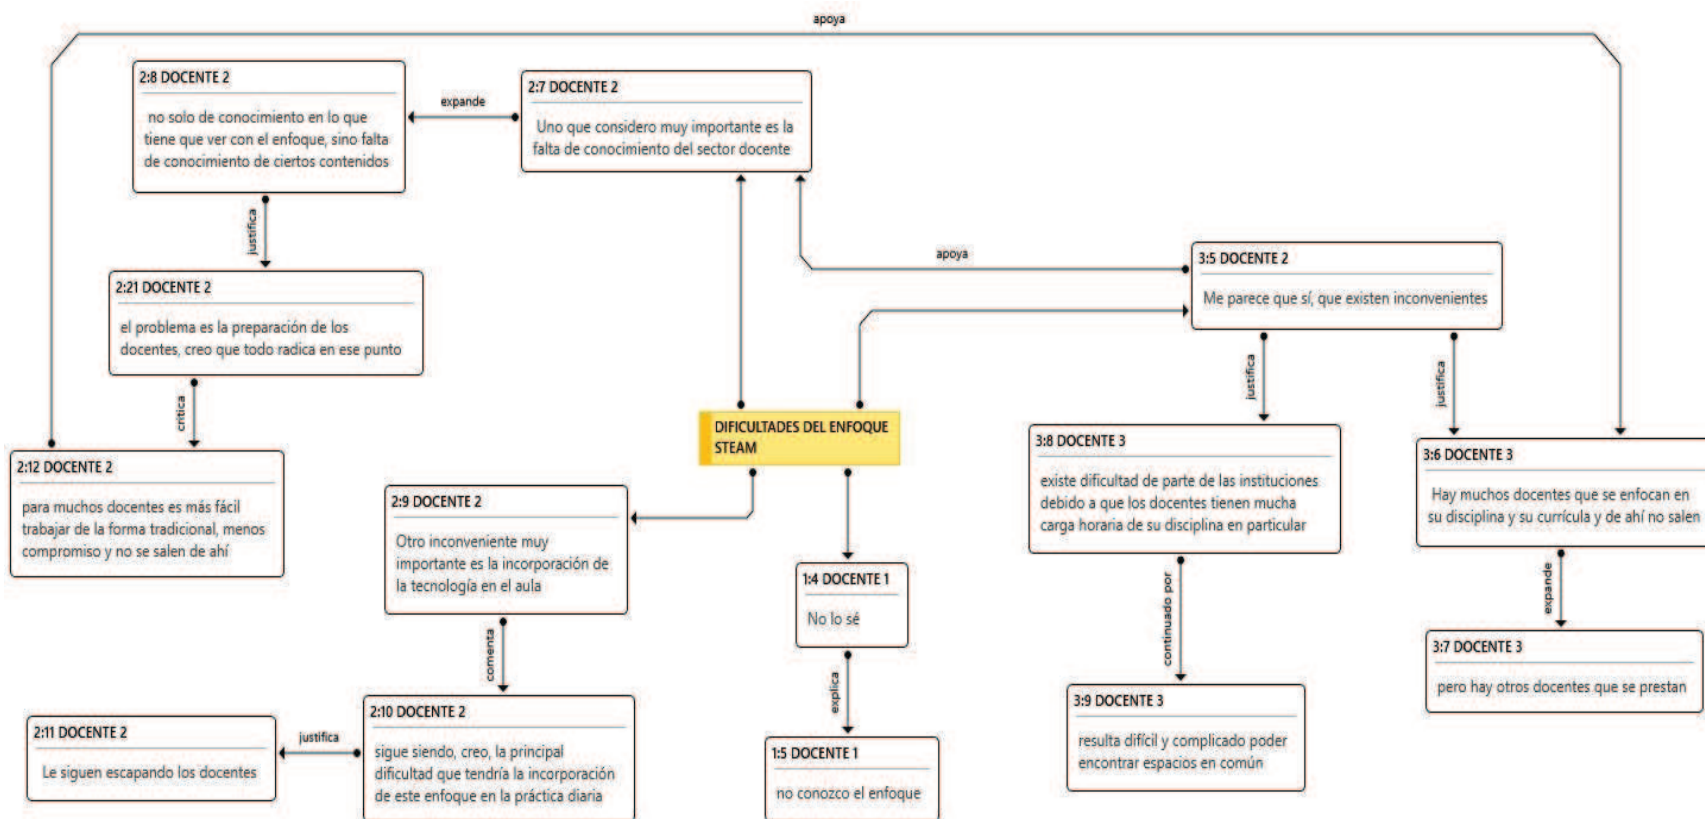 apoya
2:8 DOCENTE 2
no solo de conocimiento en lo que
tiene que ver con el enfoque, sino falta
de conocimiento de ciertos contenidos
expande
2:7 DOCENTE 2
Uno que considero muy importante es la
falta de conocimiento del sector docente
justifica
apoya
3:5 DOCENTE 2
Me parece que sí, que existen inconvenientes
2:21 DOCENTE 2
el problema es la preparación de los
docentes, creo que todo radica en ese punto
justifica
justifica
critica
DIFICULTADES DEL ENFOQUE
STEAM
2:12 DOCENTE 2
para muchos docentes es más fácil
trabajar de la forma tradicional, menos
compromiso y no se salen de ahí
3:8 DOCENTE 3
existe dificultad de parte de las instituciones
debido a que los docentes tienen mucha
carga horaria de su disciplina en particular
3:6 DOCENTE 3
Hay muchos docentes que se enfocan en
su disciplina y su currícula y de ahí no salen
2:9 DOCENTE 2
Otro inconveniente muy
importante es la incorporación de
la tecnología en el aula
1:4 DOCENTE 1
No lo sé
continuado por
expande
comenta
explica
3:7 DOCENTE 3
pero hay otros docentes que se prestan
2:11 DOCENTE 2
Le siguen escapando los docentes
justifica
2:10 DOCENTE 2
sigue siendo, creo, la principal
dificultad que tendría la incorporación
de este enfoque en la práctica diaria
1:5 DOCENTE 1
no conozco el enfoque
3:9 DOCENTE 3
resulta difícil y complicado poder
encontrar espacios en común